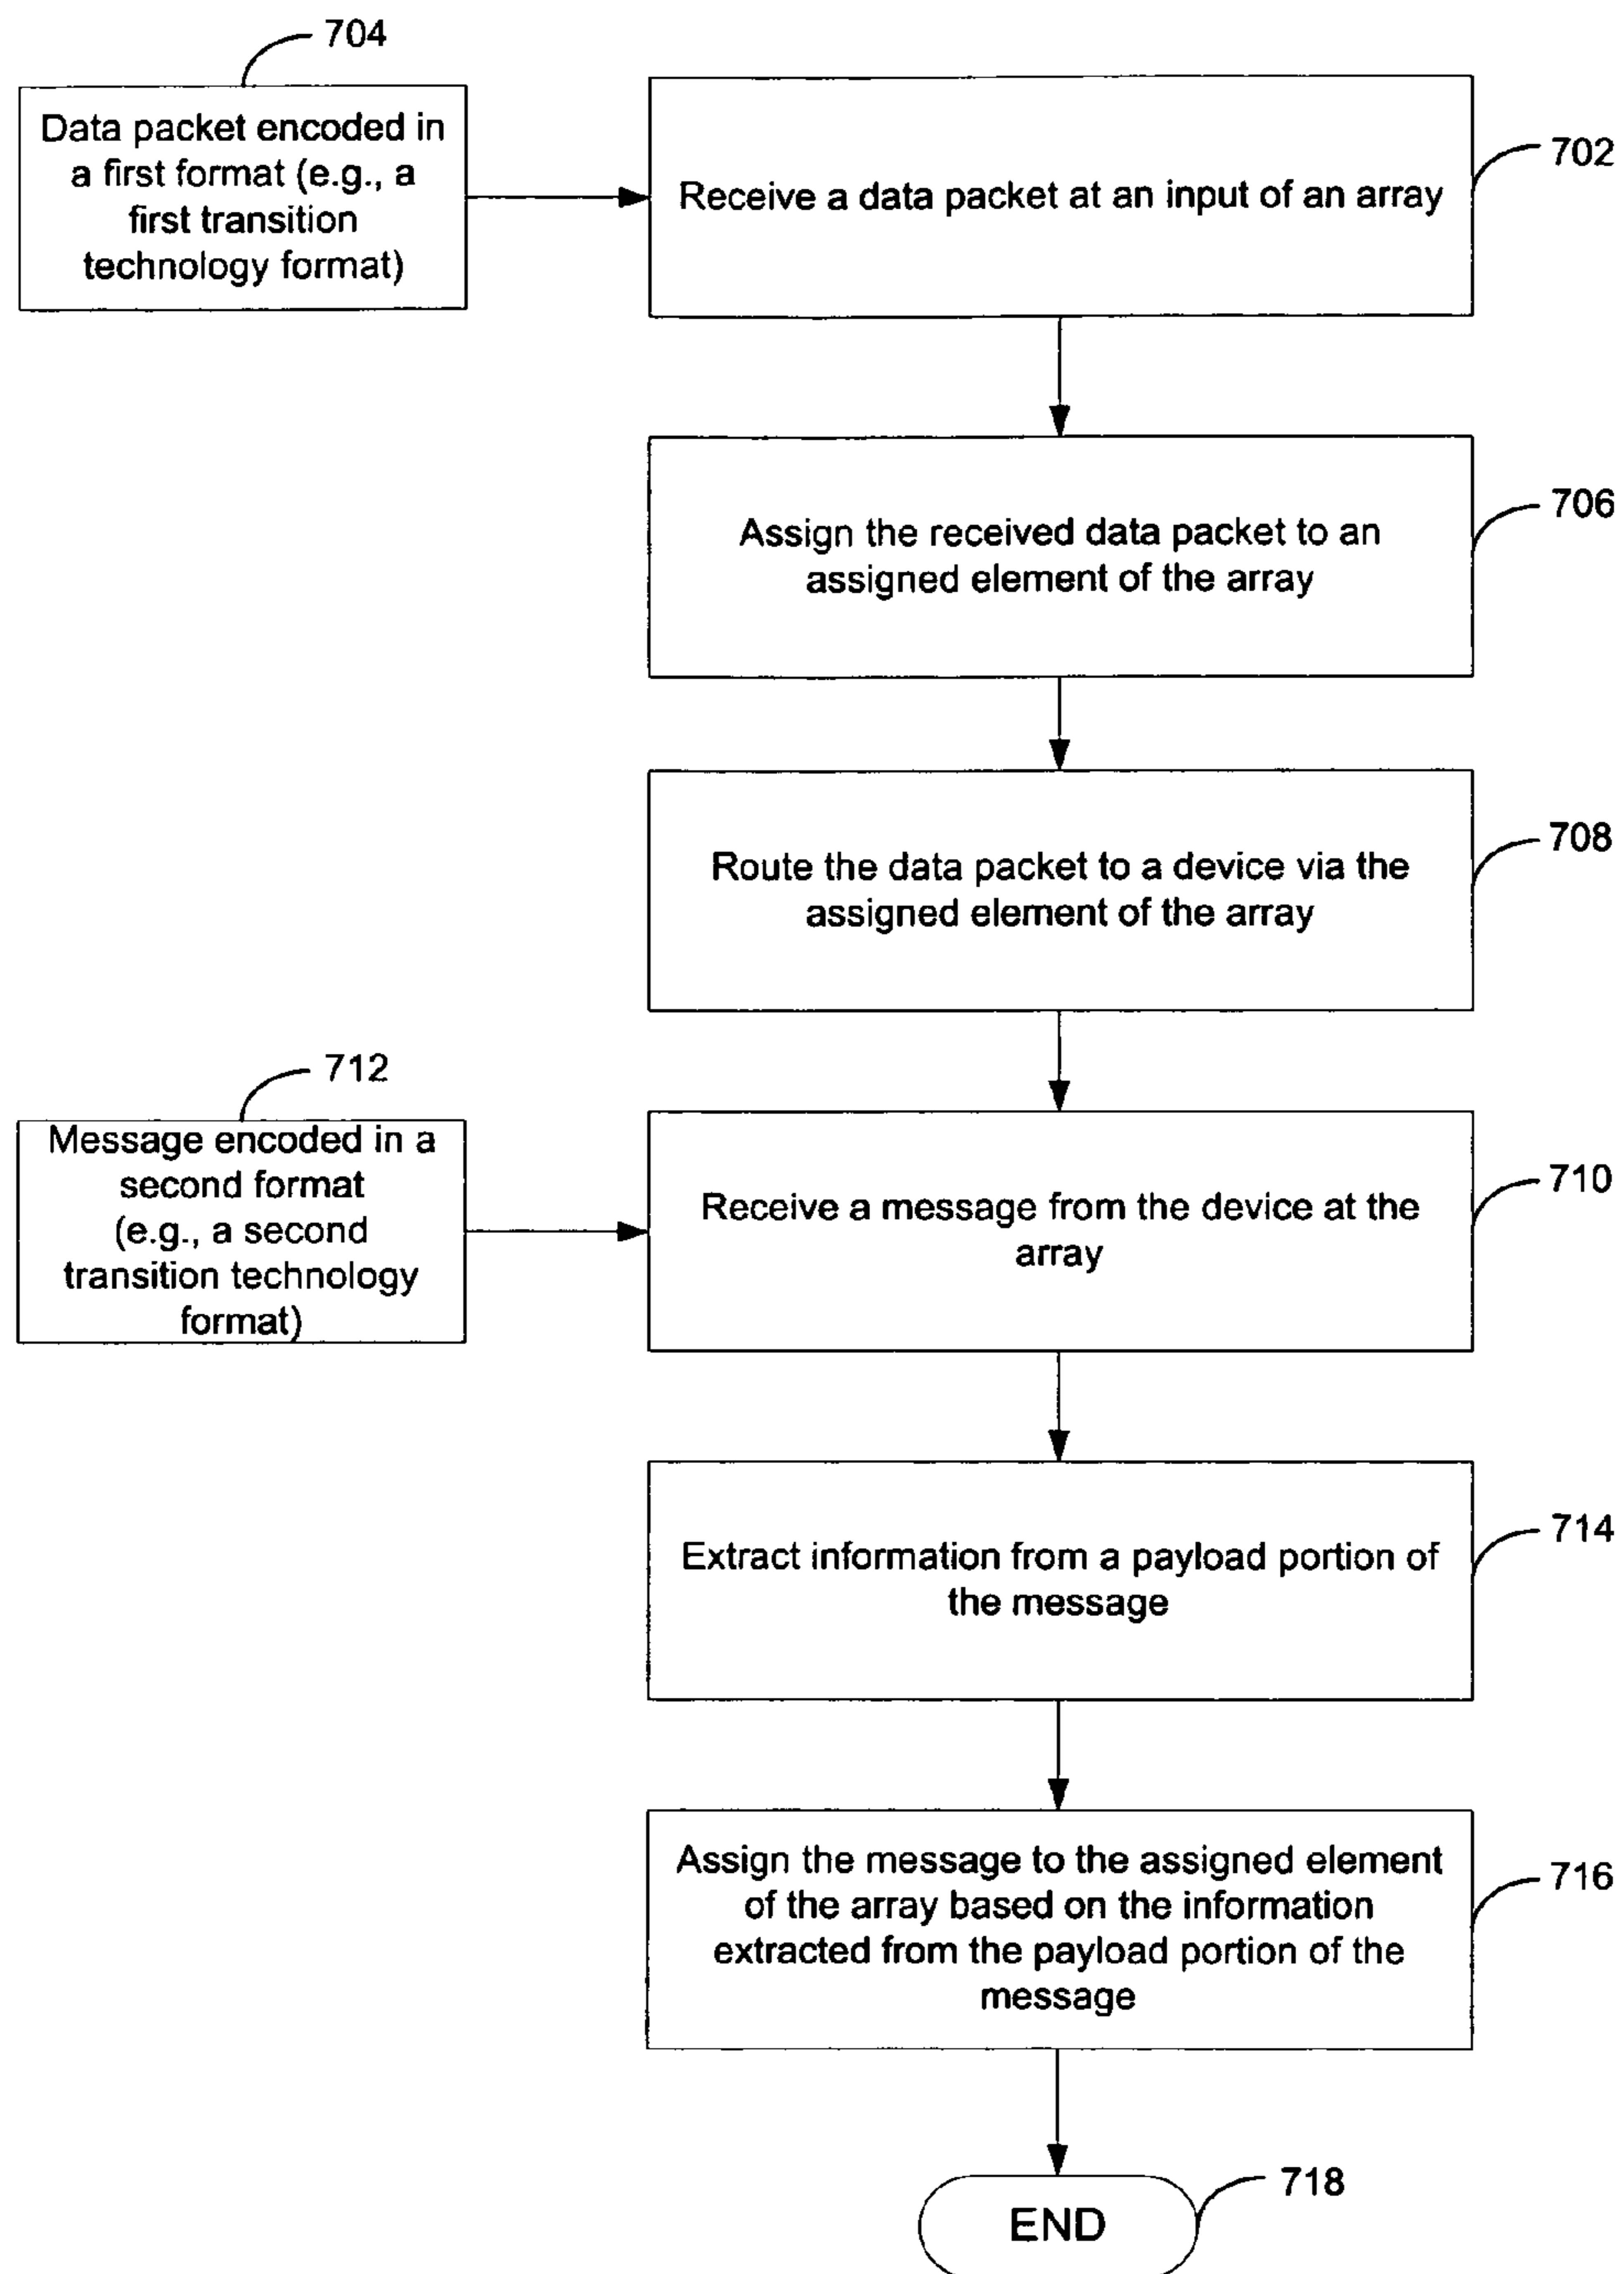 704
Data packet encoded in
a first format (e.g., a
first transition
technology format)
702
Receive a data packet at an input of an array
706
Assign the received data packet to an
assigned element of the array
708
Route the data packet to a device via the
assigned element of the array
712
Message encoded in a
second format
(e.g., a second
transition technology
format)
710
Receive a message from the device at the
array
714
Extract information from a payload portion of
the message
716
Assign the message to the assigned element
of the array based on the information
extracted from the payload portion of the
message
718
END